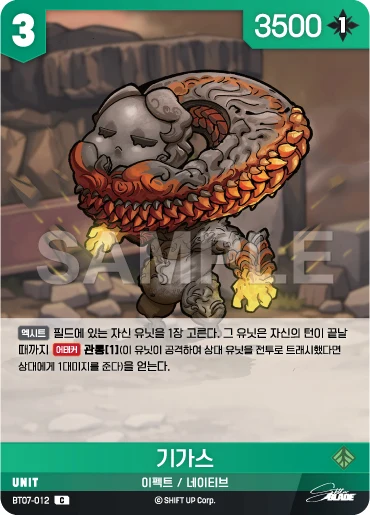 3
3500 1
SAMPLE
엑시트 필드에 있는 자신 유닛을 1장 고른다. 그 유닛은 자신의 턴이 끝날
때까지 어태커 관통[1](이 유닛이 공격하여 상대 유닛을 전투로 트래시했다면
상대에게 1대미지를 준다)을 얻는다.
기가스
UNIT
이펙트 / 네이티브
BT07-012 C
© SHIFT UP Corp.
Stellar BLADE